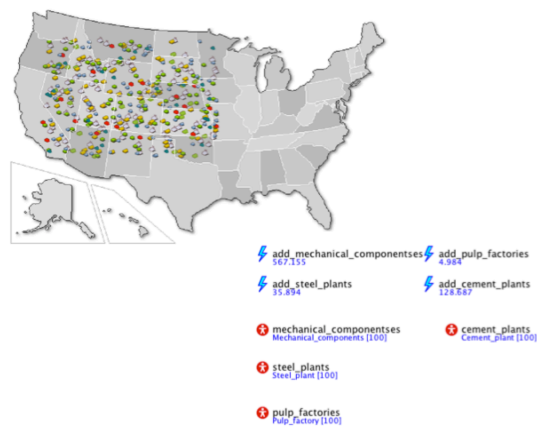 add_mechanical_componentses
567.155
add_pulp_factories
4.984
add_steel_plants
35.894
add_cement_plants
128.687
mechanical_componentses
Mechanical_components [100]
cement_plants
Cement_plant [100]
steel_plants
Steel_plant [100]
pulp_factories
Pulp_factory [100]